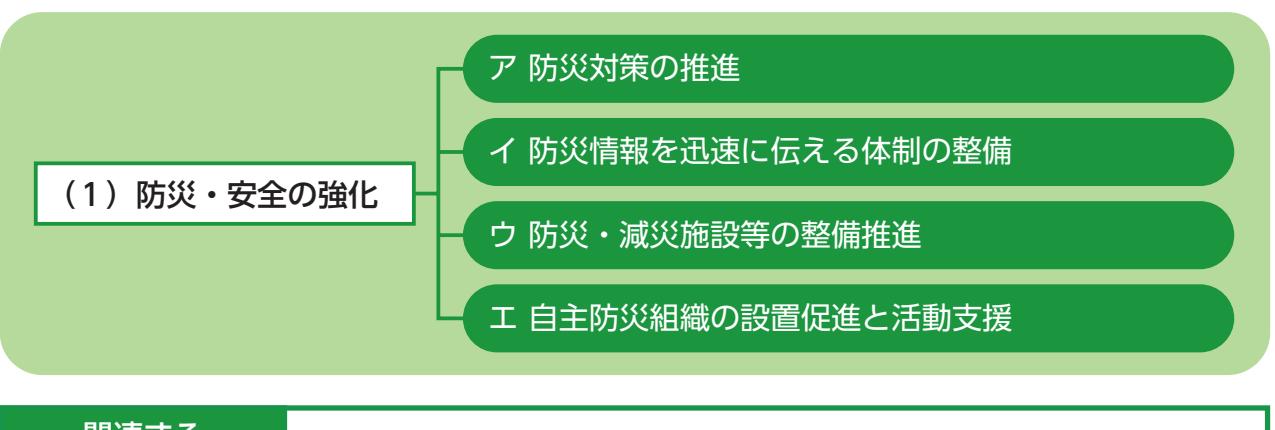 ア 防災対策の推進
イ 防災情報を迅速に伝える体制の整備
(1)防災・安全の強化
ウ 防災・減災施設等の整備推進
エ 自主防災組織の設置促進と活動支援
関連する